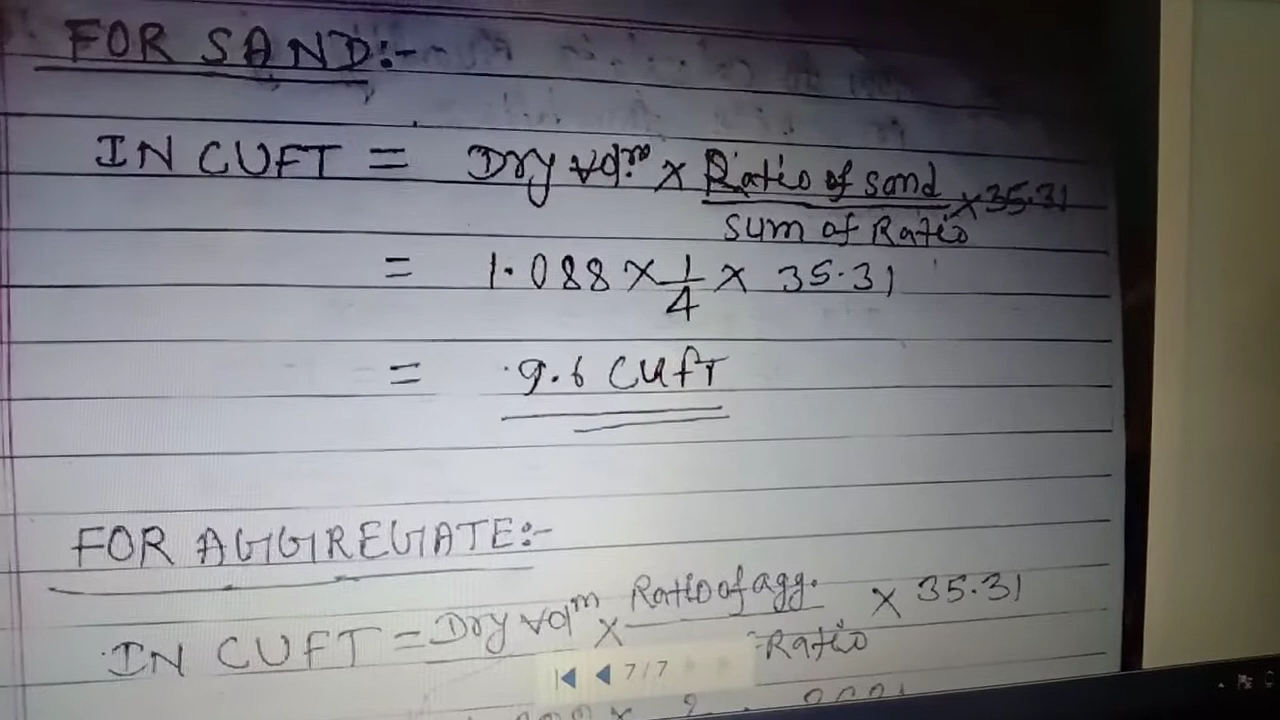 FOR SAND:-
IN CUFT = Dry vol.m × Ratio of sand / Sum of Ratio × 35.31
= 1.088 × 1/4 × 35.31
= 9.6 cuft
FOR AGGREGATE:-
IN CUFT = Dry volm × Ratio of agg. / Ratio × 35.31
7/7